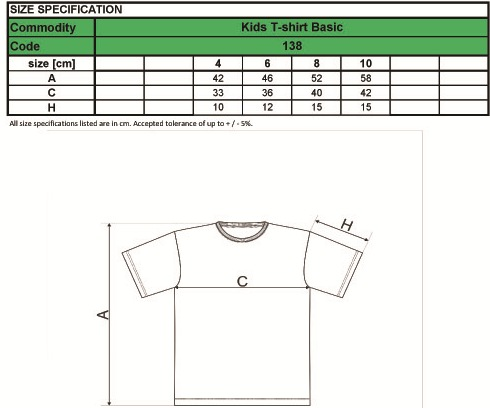 SIZE SPECIFICATION
Commodity Kids T-shirt Basic
Code 138
size [cm] 4 6 8 10
A 42 46 52 58
C 33 36 40 42
H 10 12 15 15
All size specifications listed are in cm. Accepted tolerance of up to + / - 5%.
H
C
A